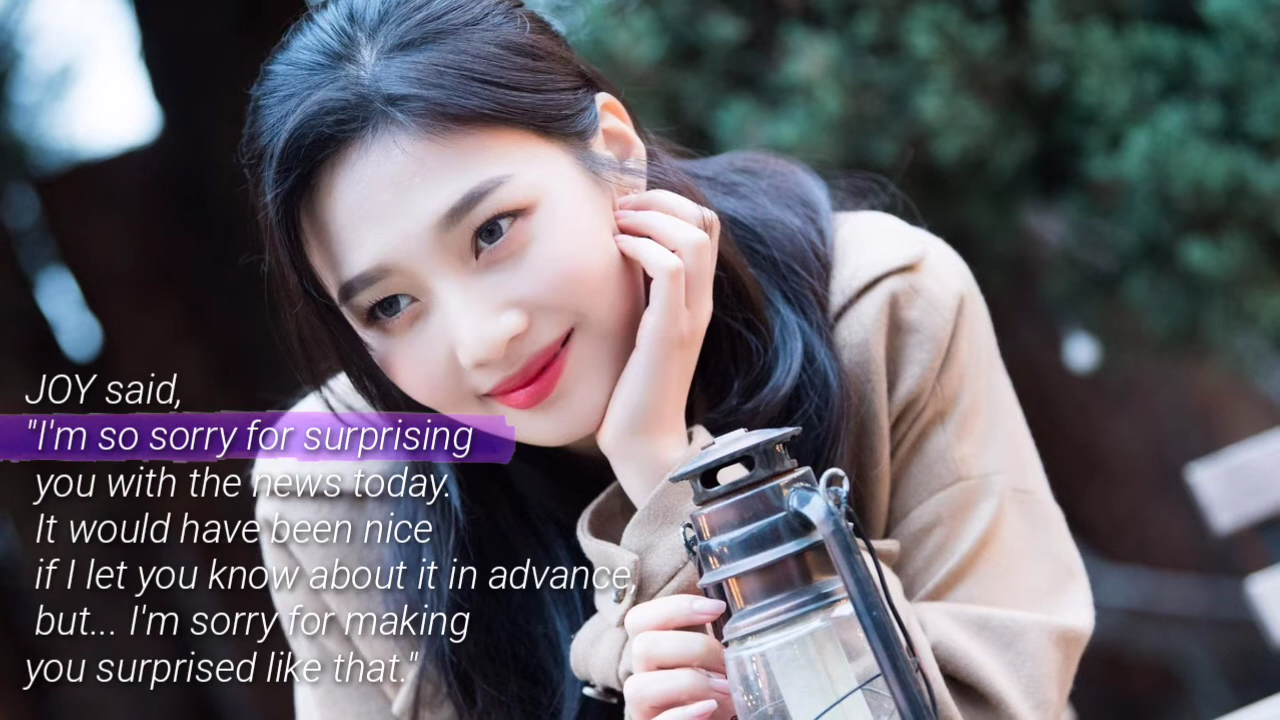 JOY said,
"I'm so sorry for surprising
you with the news today.
It would have been nice
if I let you know about it in advance,
but... I'm sorry for making
you surprised like that."